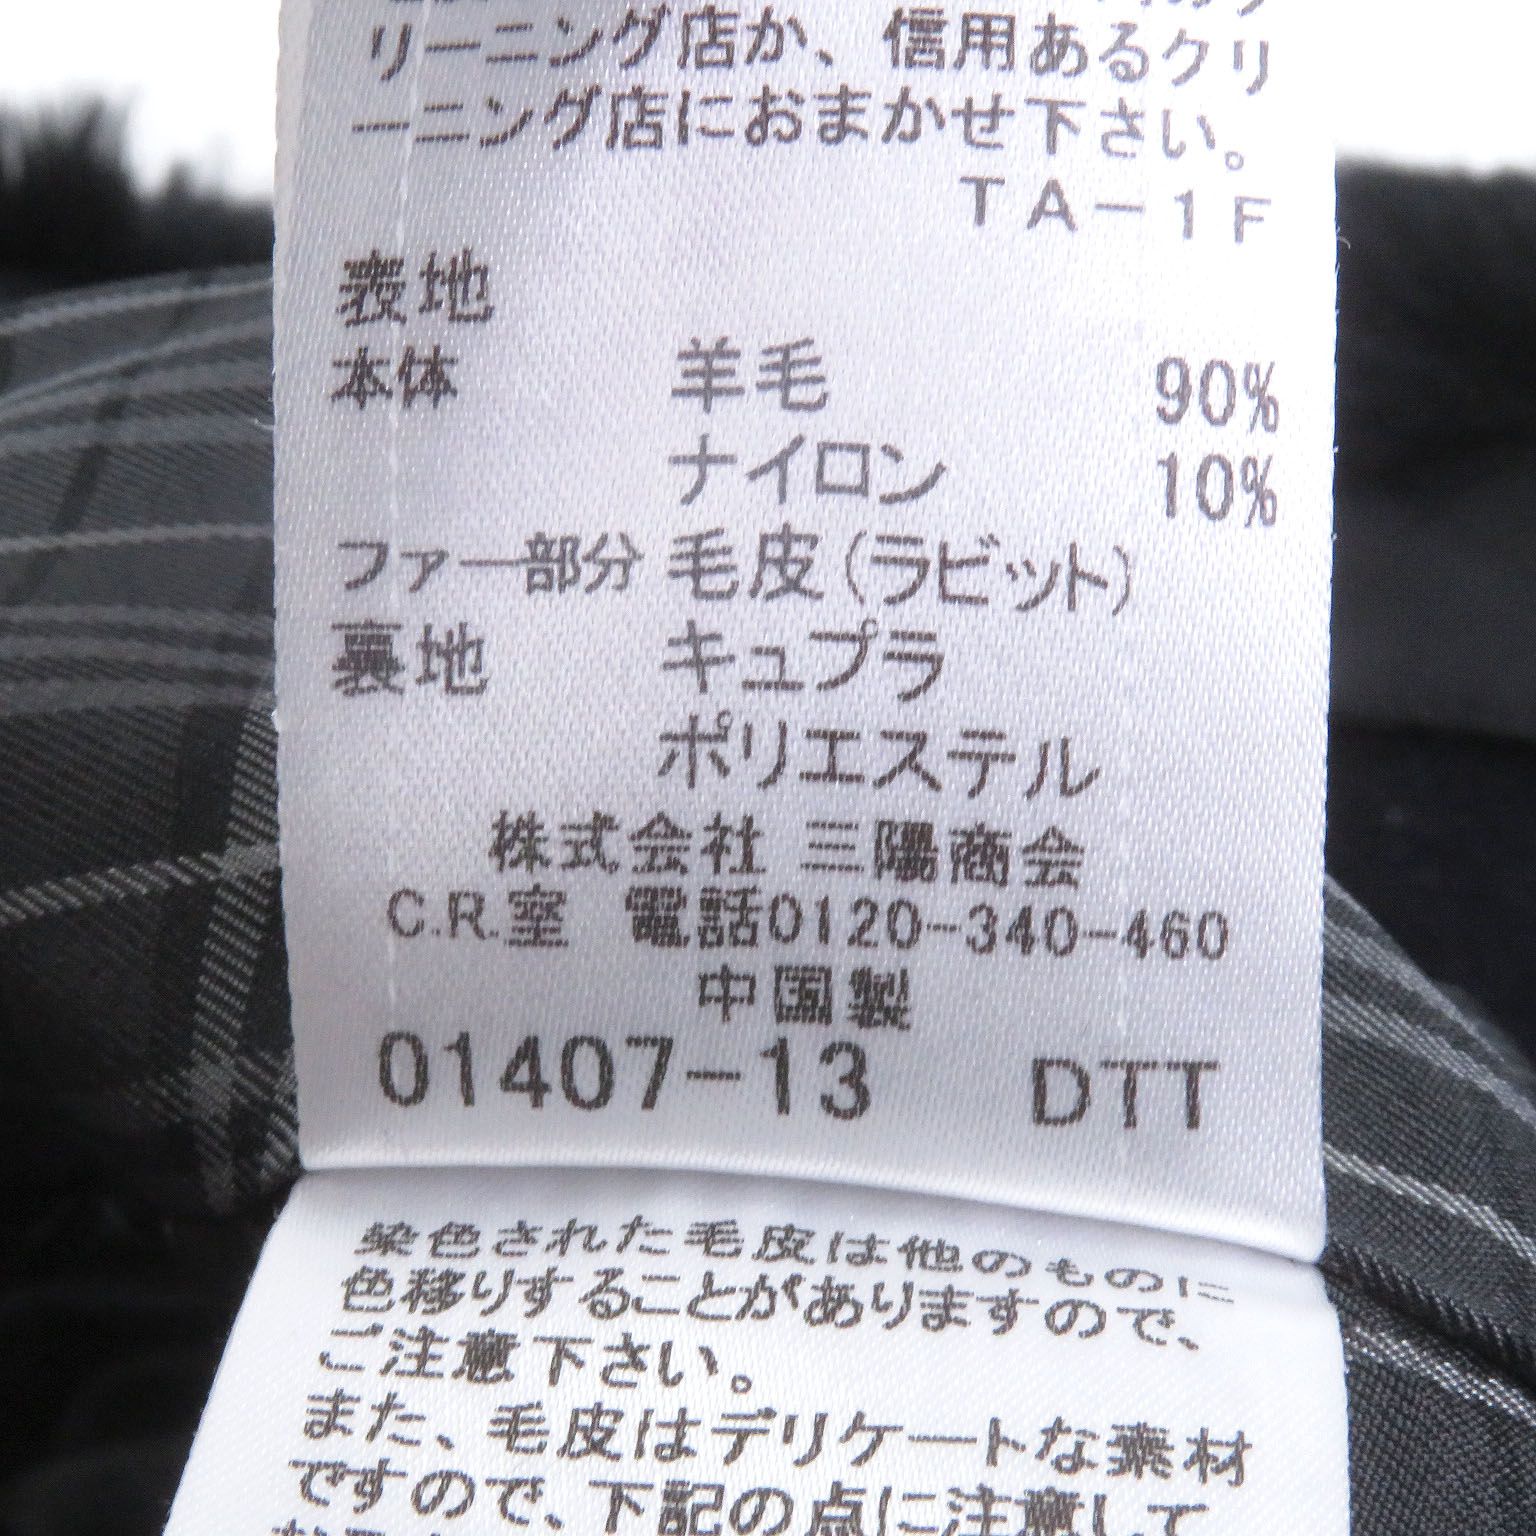 リーニング店か、信用あるクリ
ーニング店におまかせ下さい。
TA-1F
表地
本体 羊毛 90%
ナイロン 10%
ファー部分 毛皮(ラビット)
裏地 キュプラ
ポリエステル
株式会社 三陽商会
C.R.室 電話0120-340-460
中国製
01407-13 DTT
染色された毛皮は他のものに
色移りすることがありますので、
ご注意下さい。
また、毛皮はデリケートな素材
ですので、下記の点に注意して